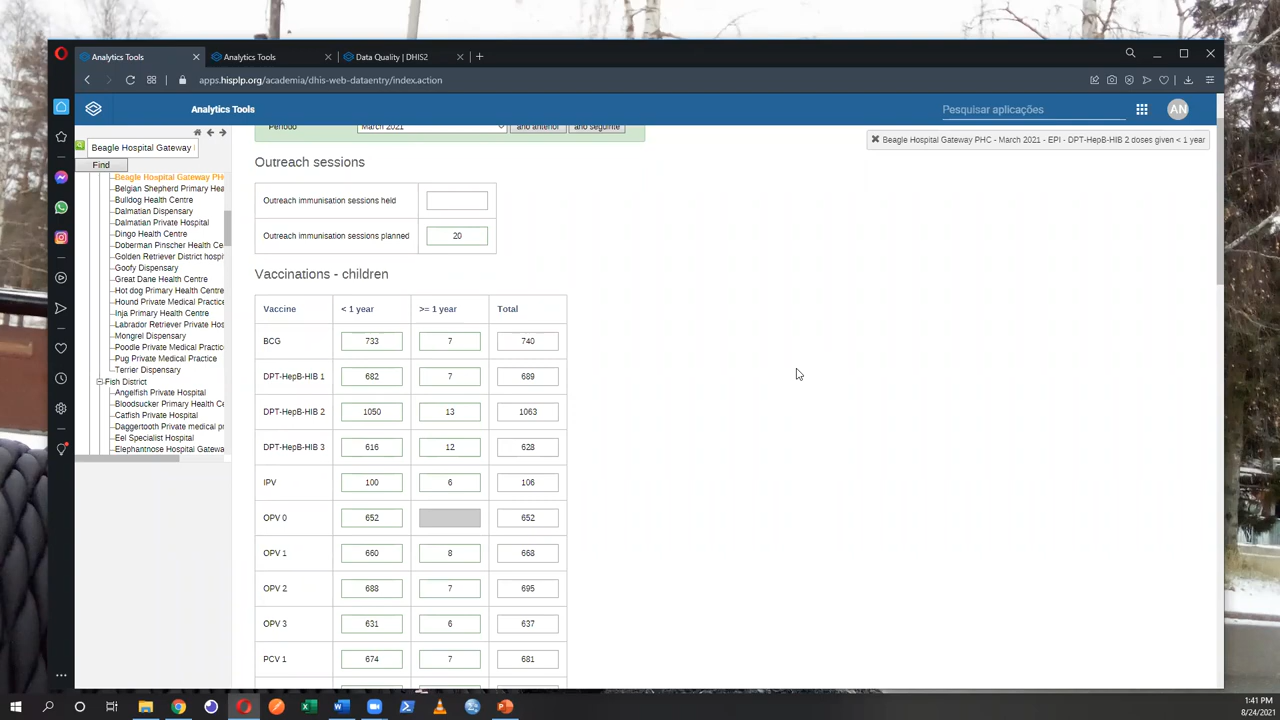 Analytics Tools
Analytics Tools
Data Quality | DHIS2
apps.hisplp.org/academia/dhis-web-dataentry/index.action
Analytics Tools
Pesquisar aplicações
AN
Beagle Hospital Gateway
Find
Beagle Hospital Gateway PH
Belgian Shepherd Primary Hea
Bulldog Health Centre
Dalmatian Dispensary
Dalmatian Private Hospital
Dingo Health Centre
Doberman Pinscher Health Ce
Golden Retriever District hospi
Goofy Dispensary
Great Dane Health Centre
Hot dog Primary Health Centre
Hound Private Medical Practice
Inja Primary Health Centre
Labrador Retriever Private Hos
Mongrel Dispensary
Poodle Private Medical Practice
Pug Private Medical Practice
Terrier Dispensary
Fish District
Angelfish Private Hospital
Bloodsucker Primary Health Ce
Catfish Private Hospital
Daggertooth Private medical pr
Eel Specialist Hospital
Elephantnose Hospital Gatewa
Período March 2021 ano anterior ano seguinte
Beagle Hospital Gateway PHC - March 2021 - EPI - DPT-HepB-HIB 2 doses given < 1 year
Outreach sessions
Outreach immunisation sessions held
Outreach immunisation sessions planned 20
Vaccinations - children
Vaccine < 1 year >= 1 year Total
BCG 733 7 740
DPT-HepB-HIB 1 682 7 689
DPT-HepB-HIB 2 1050 13 1063
DPT-HepB-HIB 3 616 12 628
IPV 100 6 106
OPV 0 652 652
OPV 1 660 8 668
OPV 2 688 7 695
OPV 3 631 6 637
PCV 1 674 7 681
1:41 PM
8/24/2021